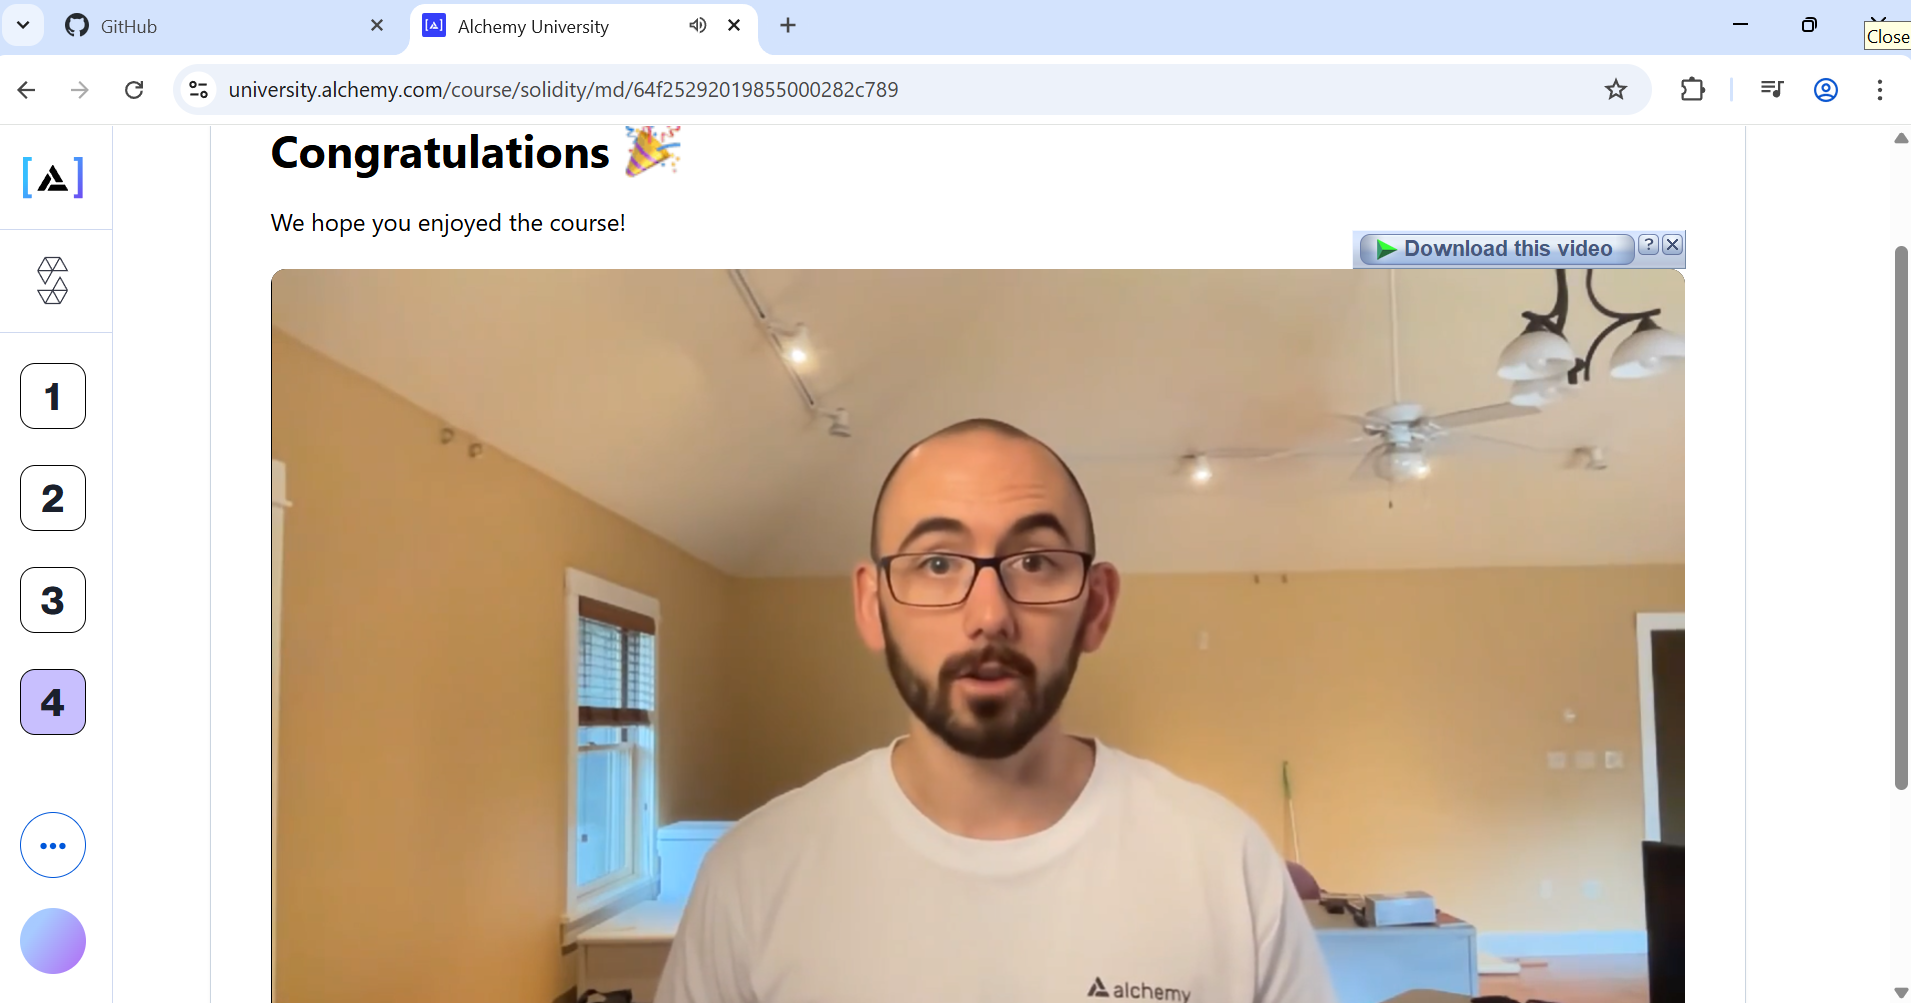 GitHub
Alchemy University
Close
university.alchemy.com/course/solidity/md/64f25292019855000282c789
Congratulations 🎉
We hope you enjoyed the course!
Download this video
?
1
2
3
4
alchemy